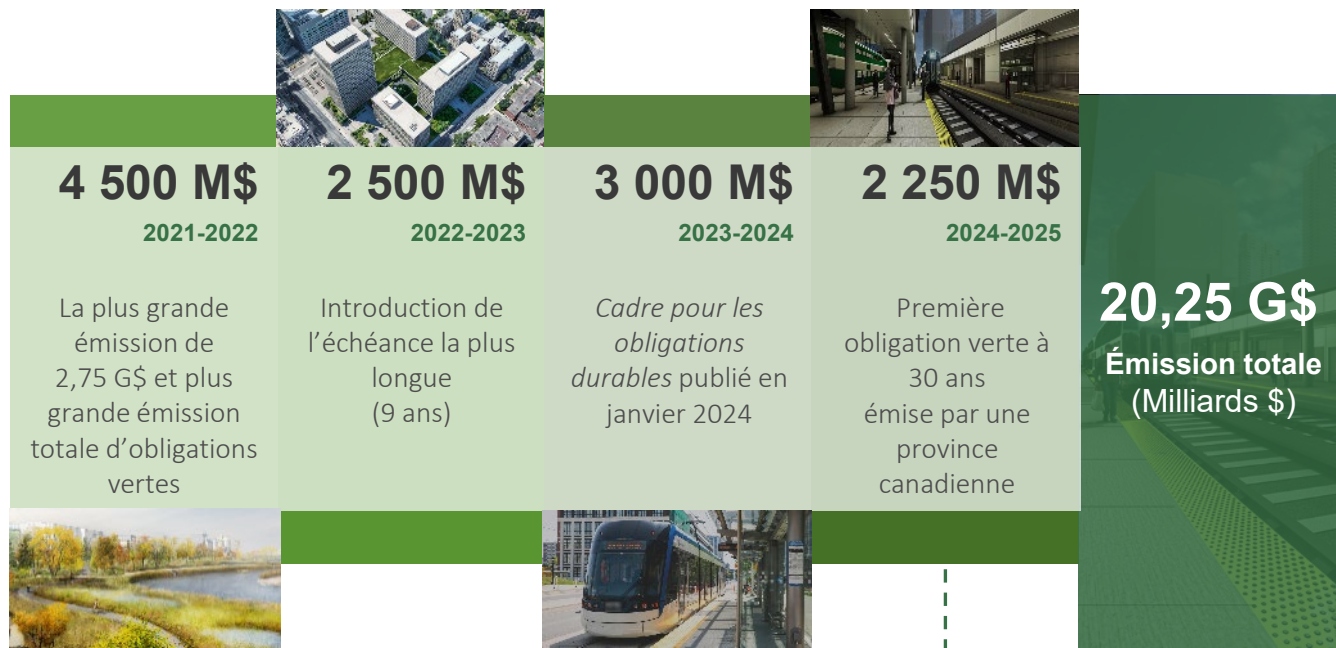 4 500 M$
2021-2022
La plus grande
émission de
2,75 G$ et plus
grande émission
totale d’obligations
vertes
2 500 M$
2022-2023
Introduction de
l’échéance la plus
longue
(9 ans)
3 000 M$
2023-2024
Cadre pour les
obligations
durables publié en
janvier 2024
2 250 M$
2024-2025
Première
obligation verte à
30 ans
émise par une
province
canadienne
20,25 G$
Émission totale
(Milliards $)